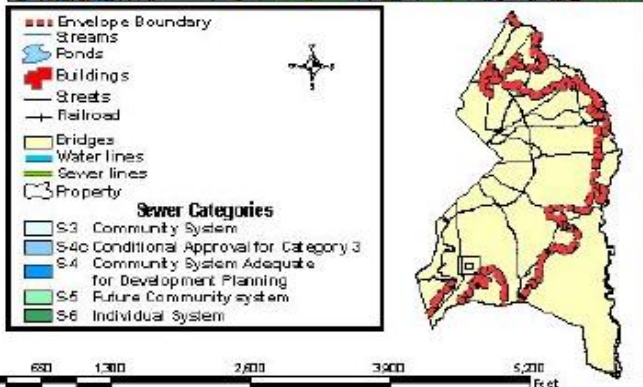 Envelope Boundary
Streams
Ponds
Buildings
Streets
Railroad
Bridges
Water lines
Sewer lines
Property
Sewer Categories
S-3 Community System
S-4c Conditional Approval for Category 3
S-4 Community System Adequate
for Development Planning
S-5 Future Community system
S-6 Individual System
650 1,300 2,600 3,900 5,200
Feet